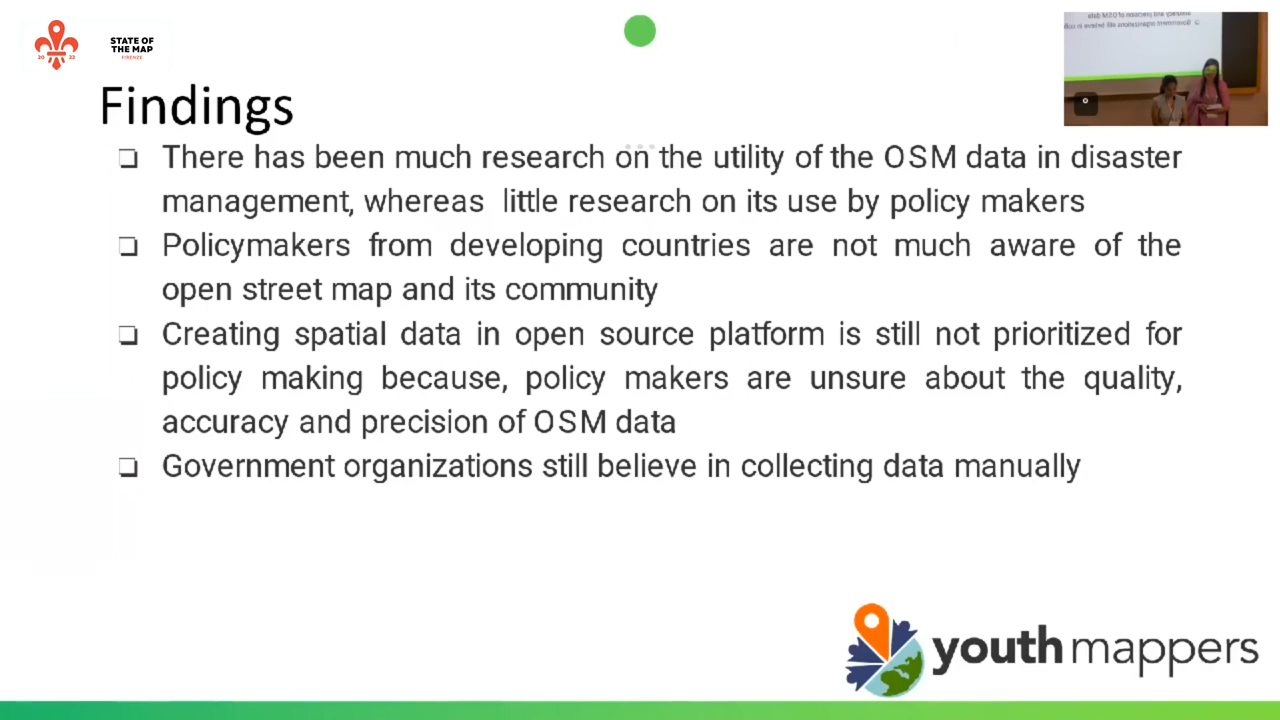 20 22
STATE OF
THE MAP
FIRENZE
Findings
❏ There has been much research on the utility of the OSM data in disaster
management, whereas little research on its use by policy makers
❏ Policymakers from developing countries are not much aware of the
open street map and its community
❏ Creating spatial data in open source platform is still not prioritized for
policy making because, policy makers are unsure about the quality,
accuracy and precision of OSM data
❏ Government organizations still believe in collecting data manually
youthmappers